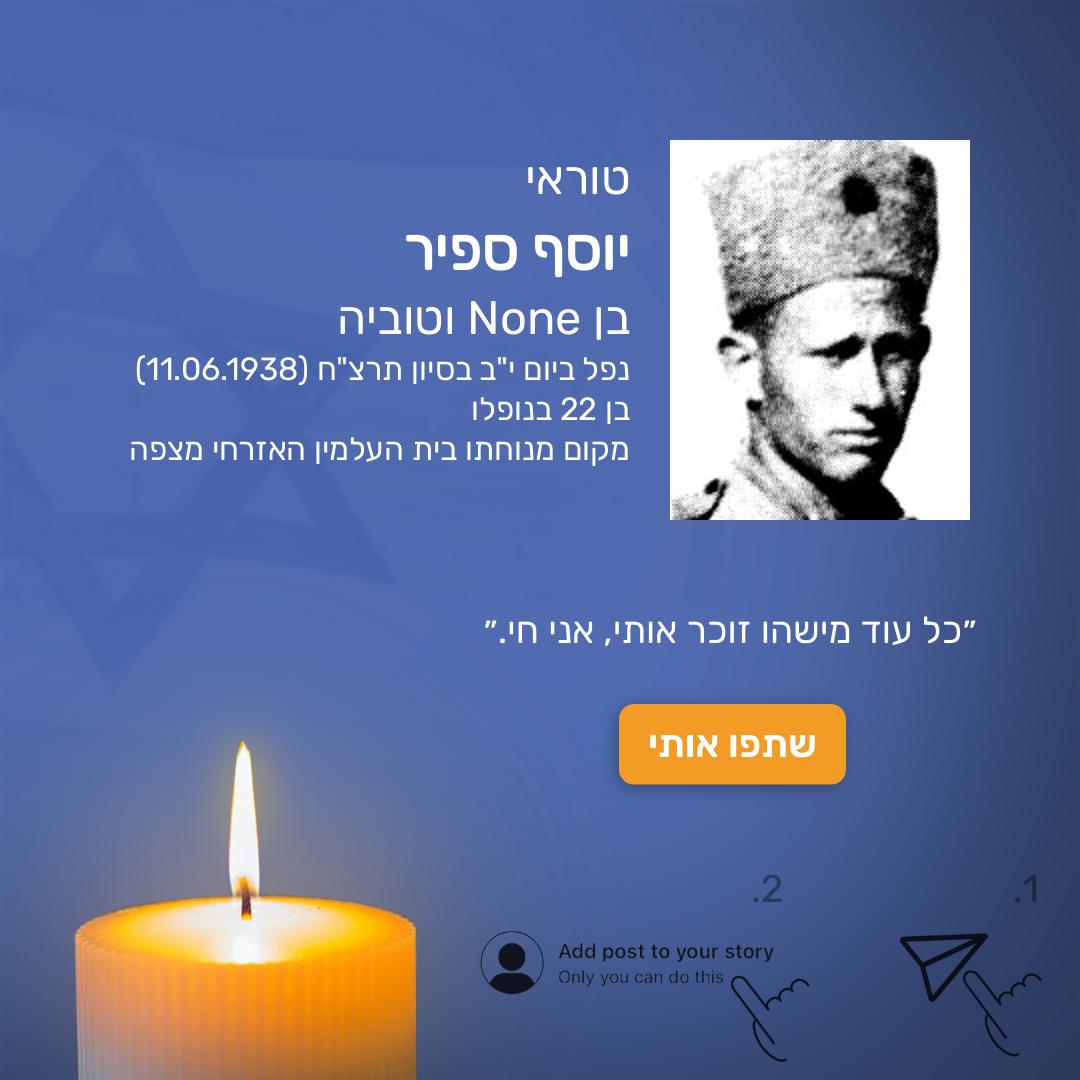 טוראי
יוסף ספיר
בן None וטוביה
נפל ביום י"ב בסיון תרצ"ח (11.06.1938)
בן 22 בנופלו
מקום מנוחתו בית העלמין האזרחי מצפה
״כל עוד מישהו זוכר אותי, אני חי.״
שתפו אותי
.1
.2
Add post to your story
Only you can do this